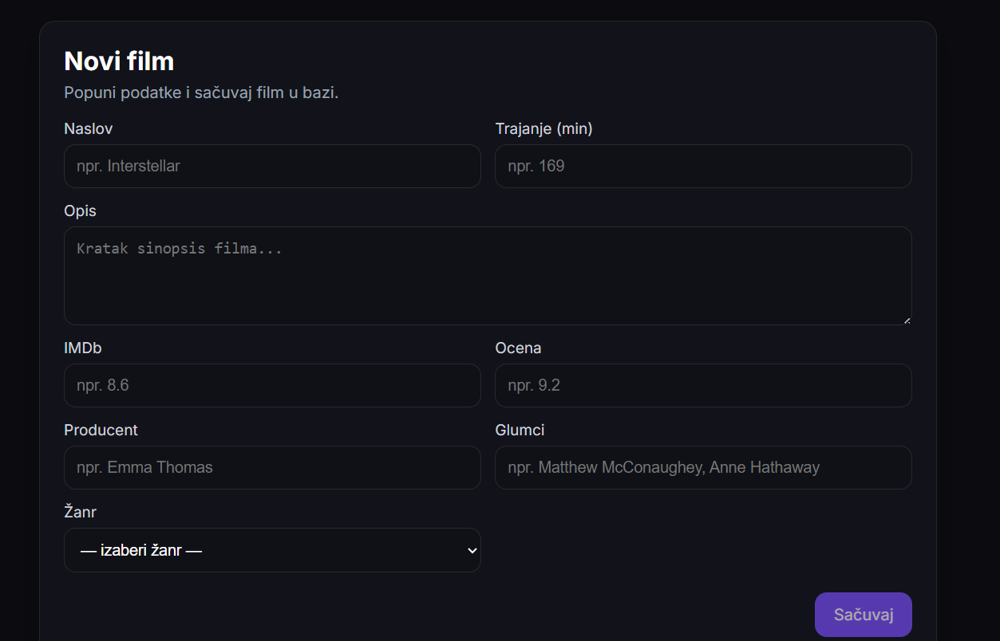 Novi film
Popuni podatke i sačuvaj film u bazi.
Naslov
Trajanje (min)
npr. Interstellar
npr. 169
Opis
Kratak sinopsis filma...
IMDb
Ocena
npr. 8.6
npr. 9.2
Producent
Glumci
npr. Emma Thomas
npr. Matthew McConaughey, Anne Hathaway
Žanr
— izaberi žanr —
Sačuvaj